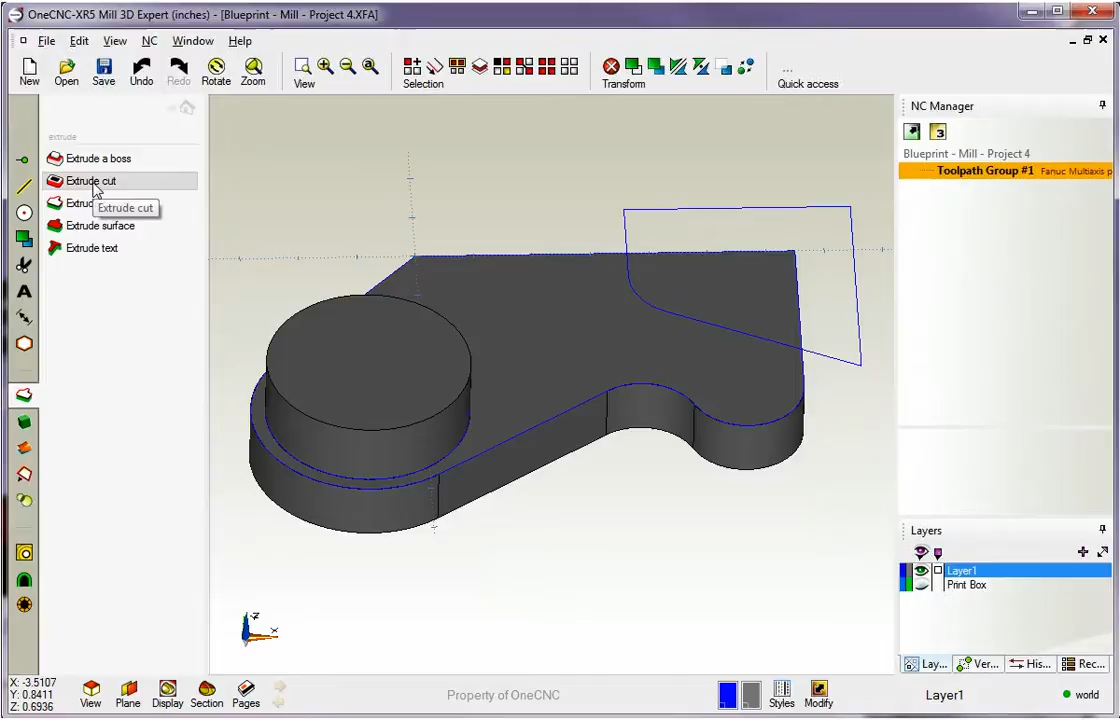 OneCNC-XR5 Mill 3D Expert (inches) - [Blueprint - Mill - Project 4.XFA]
File Edit View NC Window Help
New Open Save Undo Redo Rotate Zoom View Selection Transform Quick access
...
extrude
Extrude a boss
Extrude cut
Extru
Extrude cut
Extrude surface
Extrude text
NC Manager
3
Blueprint - Mill - Project 4
Toolpath Group #1 Fanuc Multiaxis p
Layers
Layer1
Print Box
Lay... Ver... His... Rec...
Z
X
X: -3.5107
Y: 0.8411
Z: 0.6936
View Plane Display Section Pages
Property of OneCNC
Styles Modify
Layer1
world